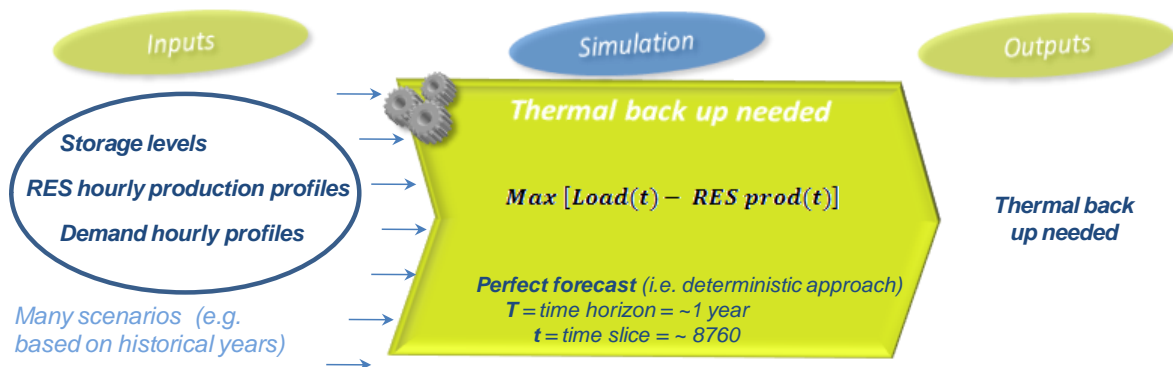 Inputs
Simulation
Outputs
Thermal back up needed
Storage levels
RES hourly production profiles
Demand hourly profiles
Max [Load(t) − RES prod(t)]
Thermal back
up needed
Perfect forecast (i.e. deterministic approach)
T = time horizon = ~1 year
t = time slice = ~ 8760
Many scenarios (e.g.
based on historical years)